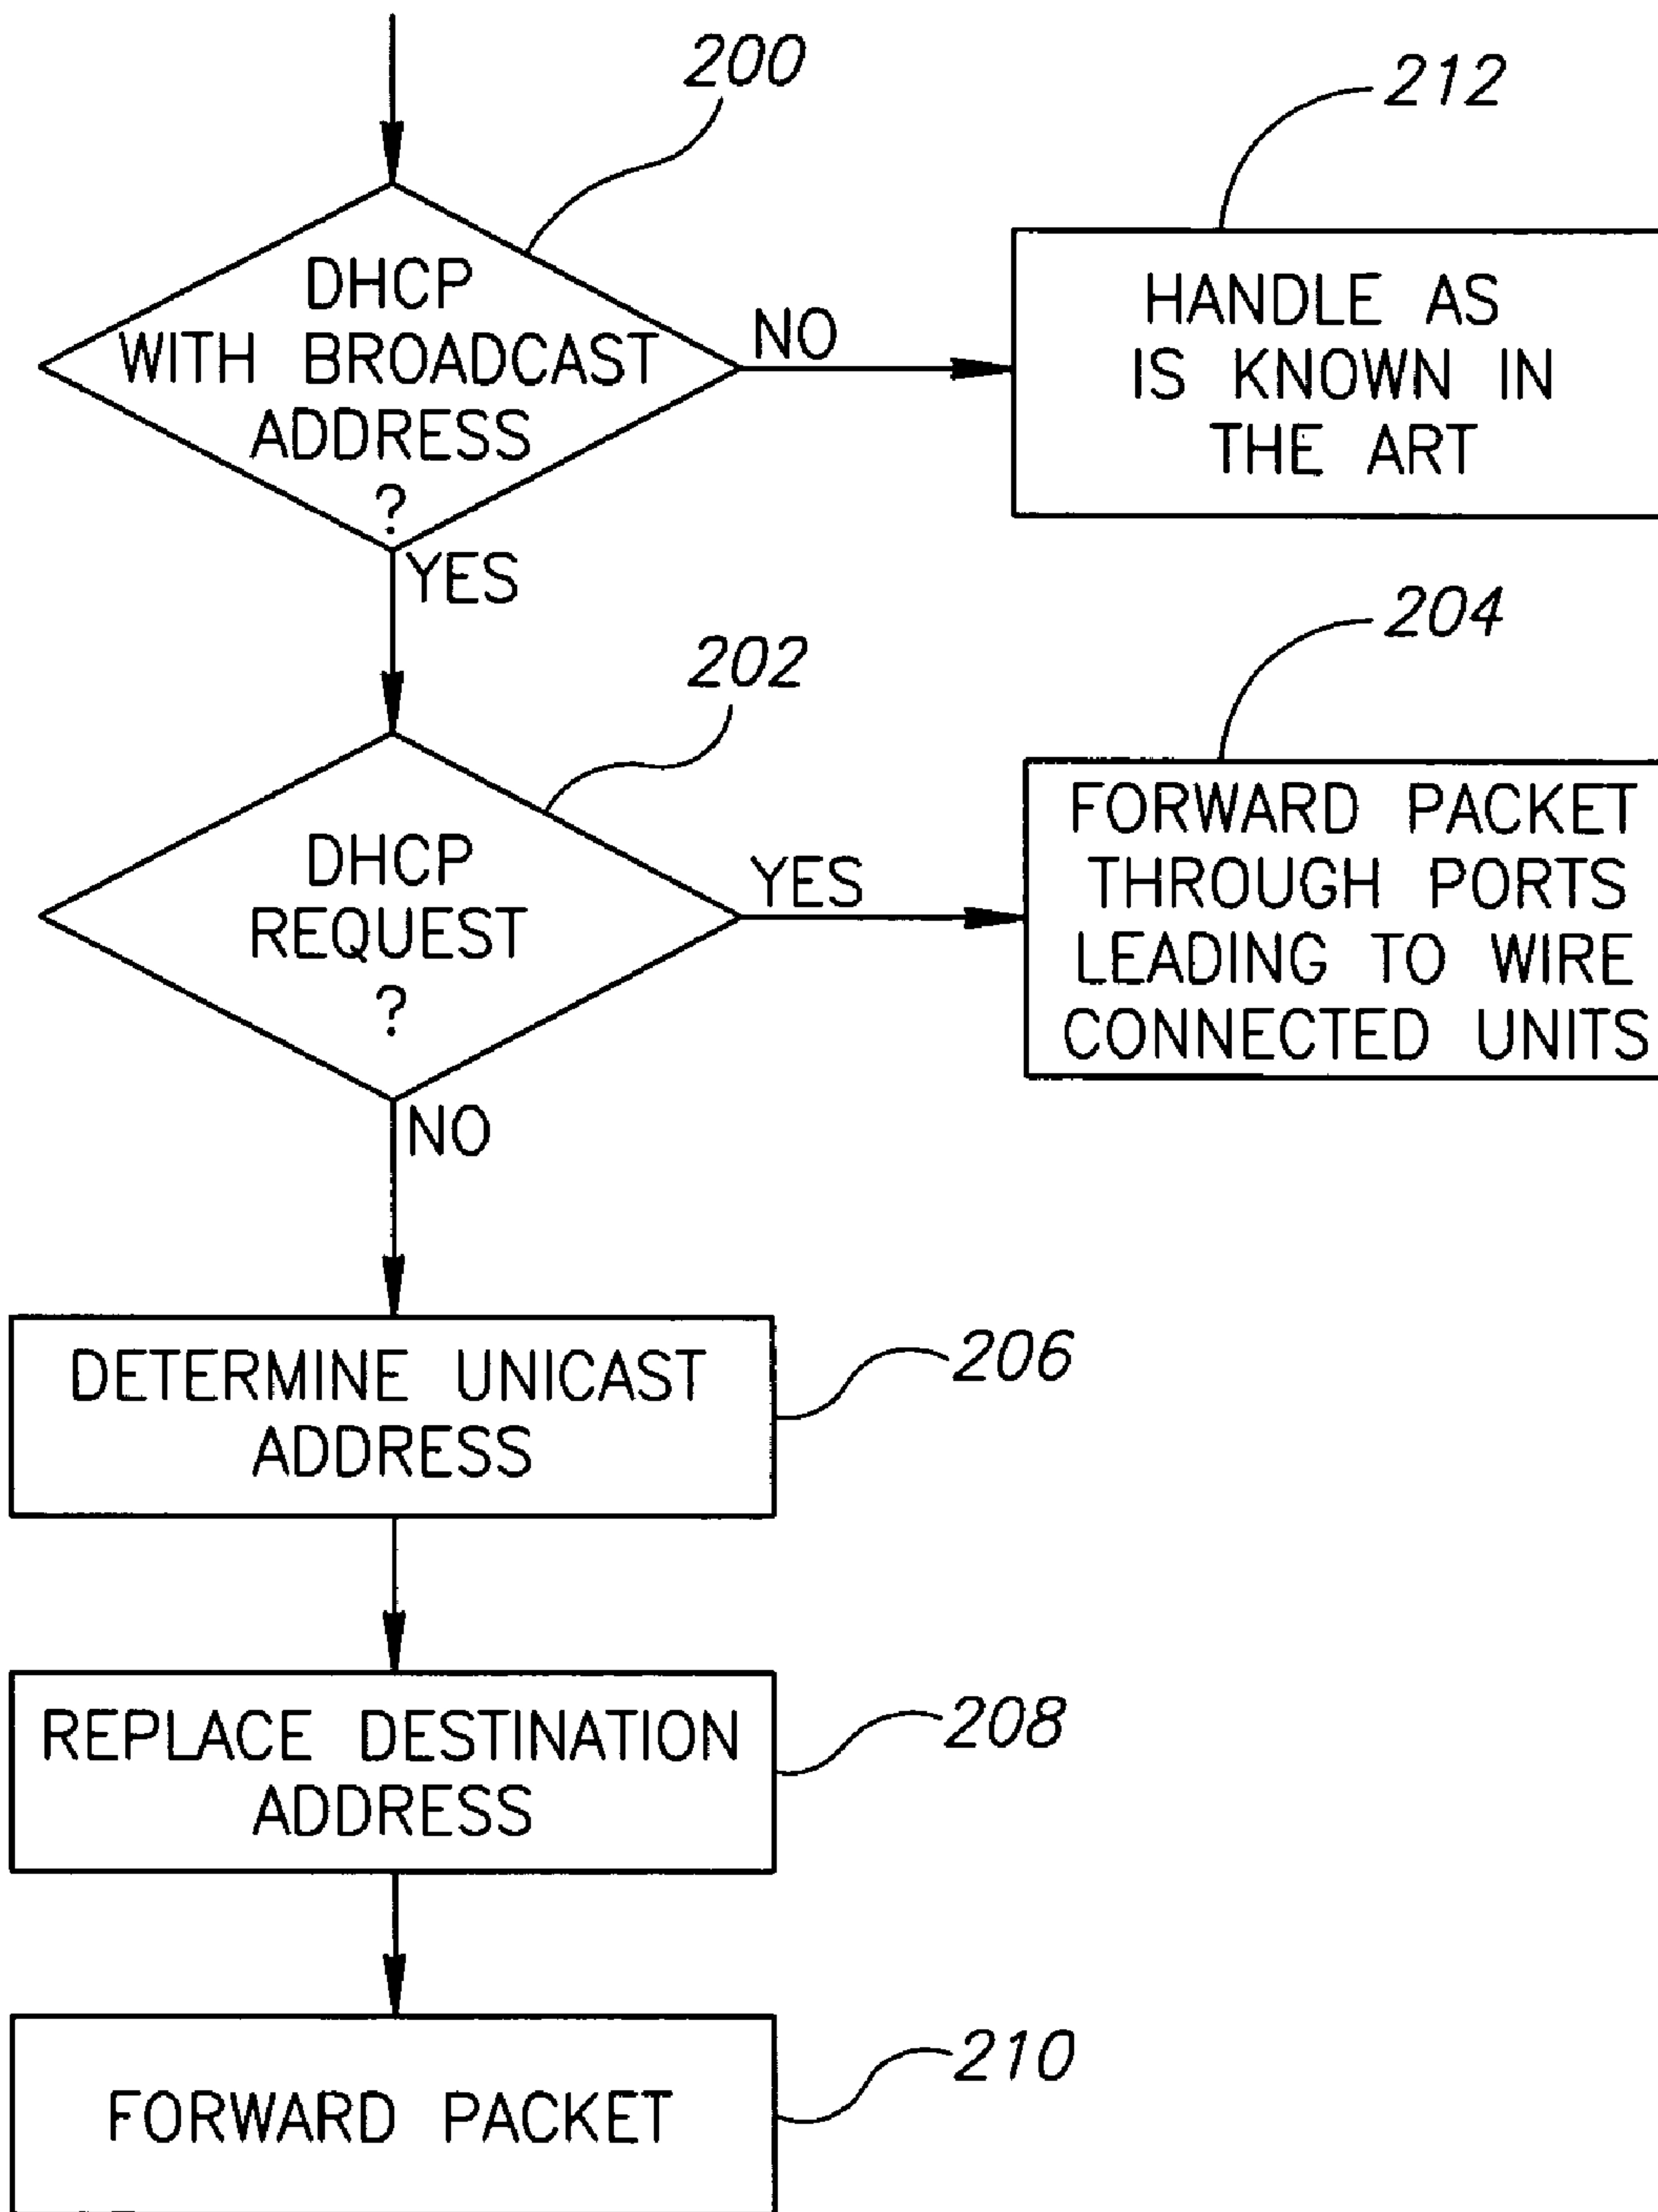 200
DHCP
WITH BROADCAST
ADDRESS
?
NO
YES
212
HANDLE AS
IS KNOWN IN
THE ART
202
DHCP
REQUEST
?
YES
NO
204
FORWARD PACKET
THROUGH PORTS
LEADING TO WIRE
CONNECTED UNITS
DETERMINE UNICAST
ADDRESS
206
REPLACE DESTINATION
ADDRESS
208
FORWARD PACKET
210